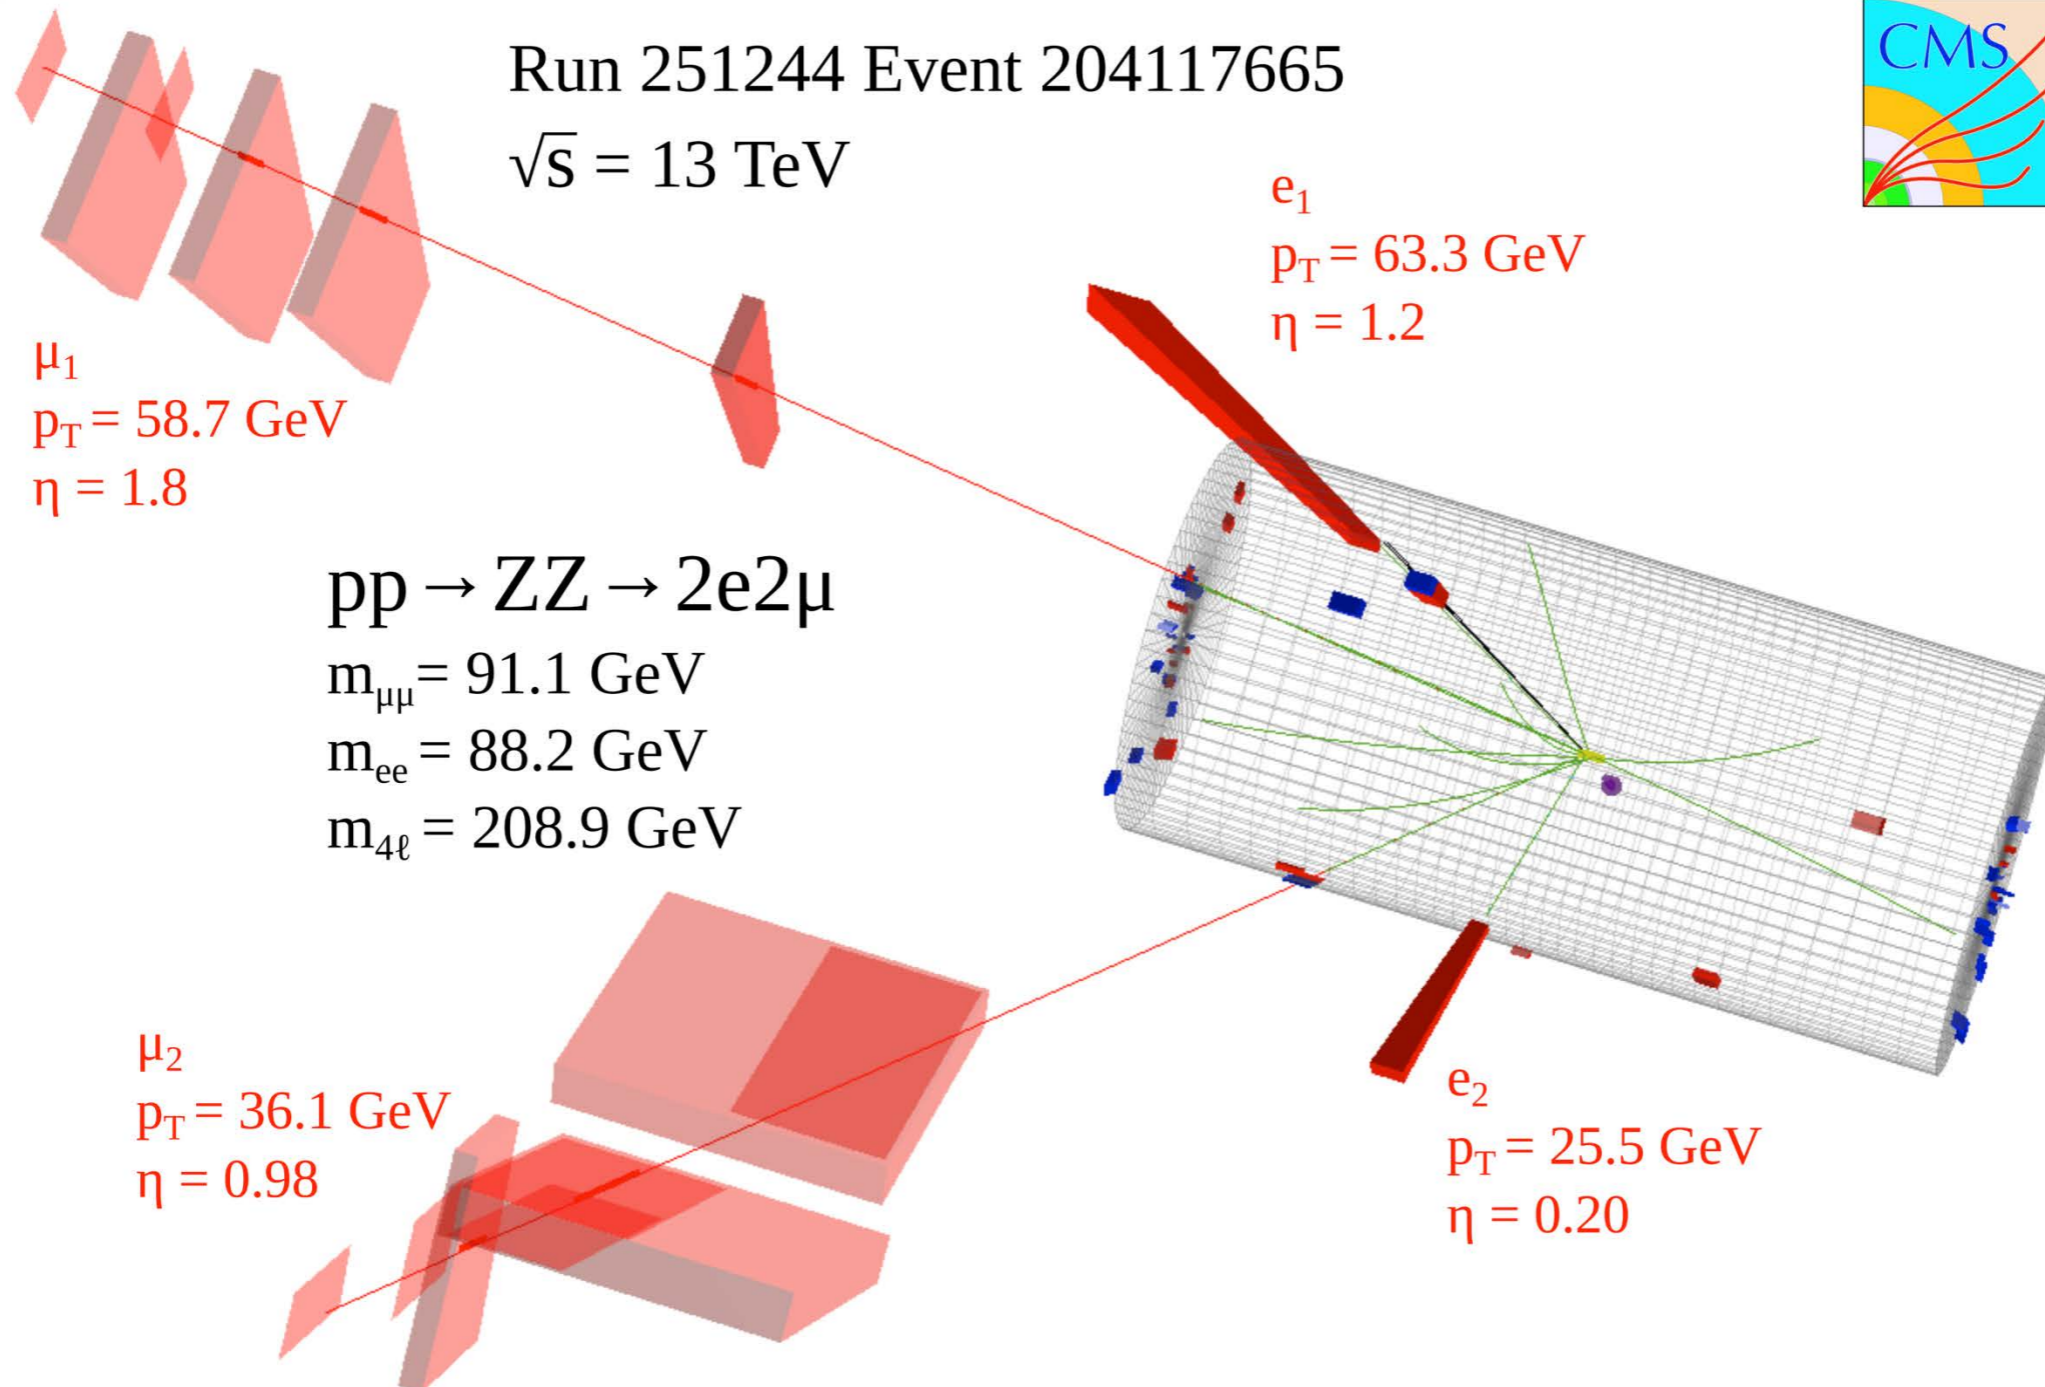 Run 251244 Event 204117665
√s = 13 TeV
CMS
e₁
p_T = 63.3 GeV
η = 1.2
μ₁
p_T = 58.7 GeV
η = 1.8
pp → ZZ → 2e2μ
m_μμ = 91.1 GeV
m_ee = 88.2 GeV
m_4ℓ = 208.9 GeV
μ₂
p_T = 36.1 GeV
η = 0.98
e₂
p_T = 25.5 GeV
η = 0.20